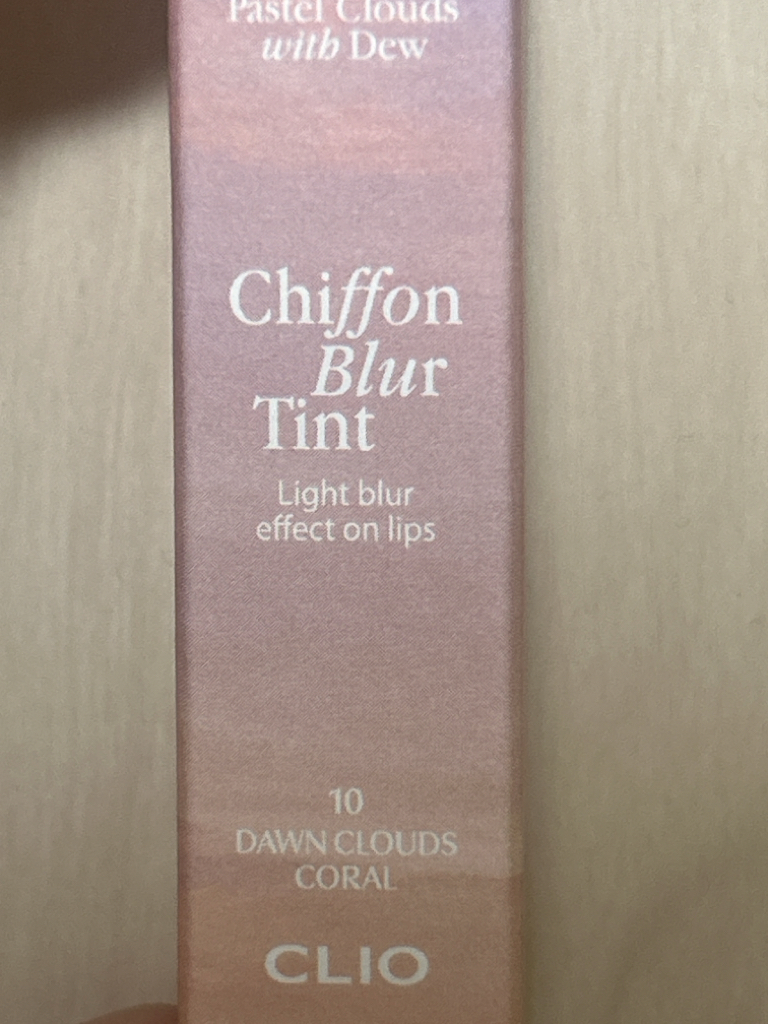 Pastel Clouds
with Dew
Chiffon
Blur
Tint
Light blur
effect on lips
10
DAWN CLOUDS
CORAL
CLIO